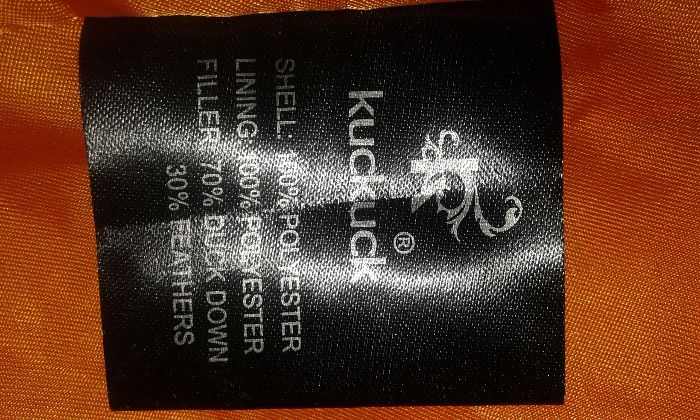 kuckuck®
SHELL: 100% POLYESTER
LINING: 100% POLYESTER
FILLER: 70% DUCK DOWN
30% FEATHERS